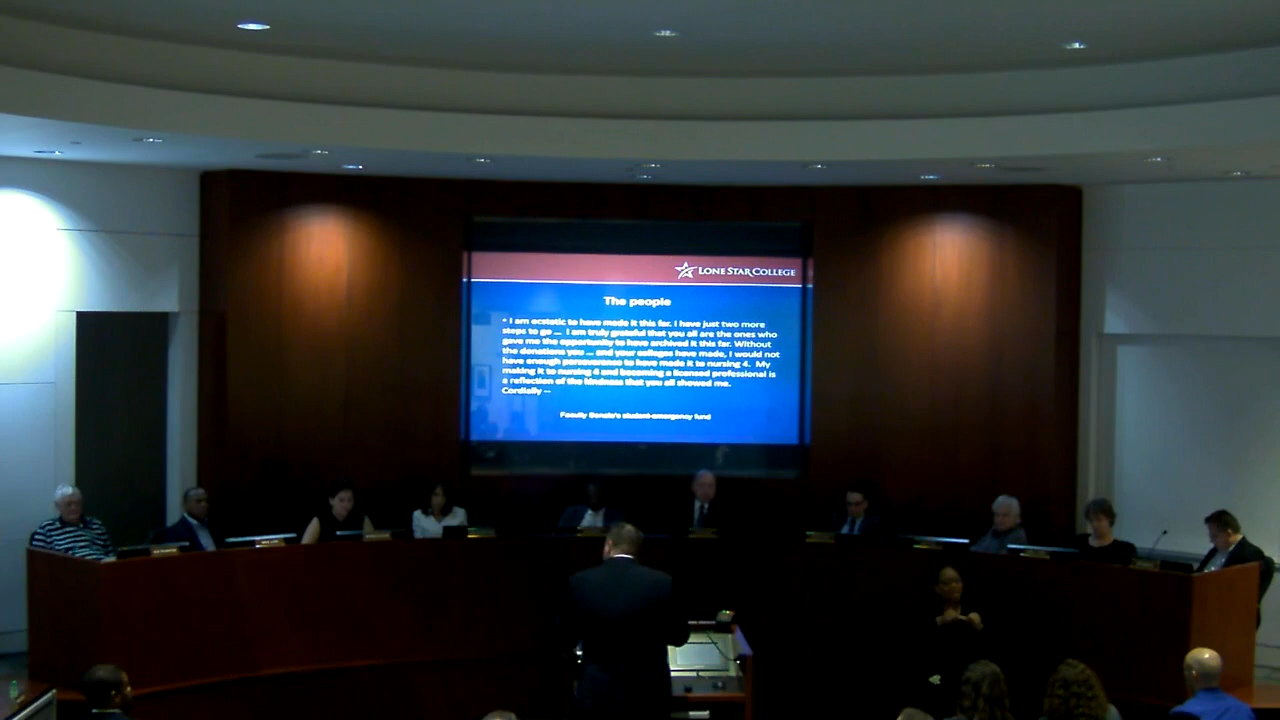 LONE STAR COLLEGE
The people
• I am ecstatic to have made it this far. I have just two more
steps to go ... I am truly grateful that you all are the ones who
gave me the opportunity to have archived it this far. Without
the donations you ... and your colleges have made, I would not
have enough perseverance to have made it to nursing 4. My
making it to nursing 4 and becoming a licensed professional is
a reflection of the kindness that you all showed me.
Cordially --
Faculty Senate's student-emergency fund